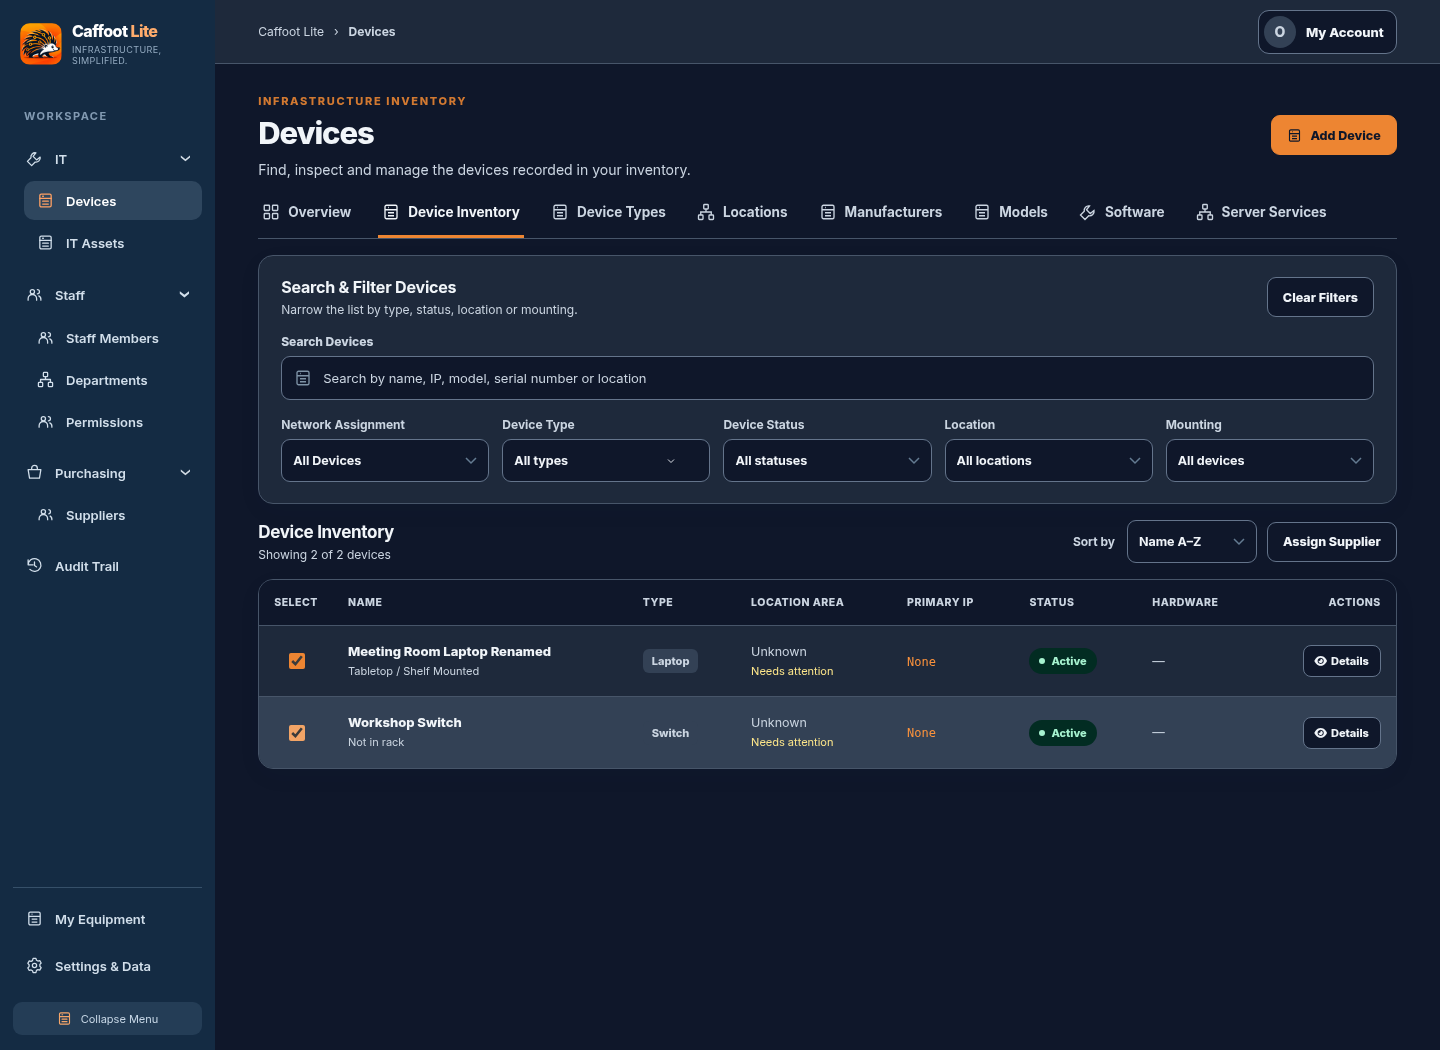 Caffoot Lite
INFRASTRUCTURE,
SIMPLIFIED.
WORKSPACE
IT
Devices
IT Assets
Staff
Staff Members
Departments
Permissions
Purchasing
Suppliers
Audit Trail
My Equipment
Settings & Data
Collapse Menu
Caffoot Lite › Devices
O My Account
INFRASTRUCTURE INVENTORY
Devices
Find, inspect and manage the devices recorded in your inventory.
Add Device
Overview Device Inventory Device Types Locations Manufacturers Models Software Server Services
Search & Filter Devices
Narrow the list by type, status, location or mounting.
Clear Filters
Search Devices
Search by name, IP, model, serial number or location
Network Assignment Device Type Device Status Location Mounting
All Devices All types All statuses All locations All devices
Device Inventory
Showing 2 of 2 devices
Sort by Name A–Z Assign Supplier
SELECT NAME TYPE LOCATION AREA PRIMARY IP STATUS HARDWARE ACTIONS
Meeting Room Laptop Renamed
Tabletop / Shelf Mounted
Laptop
Unknown
Needs attention
None
Active
—
Details
Workshop Switch
Not in rack
Switch
Unknown
Needs attention
None
Active
—
Details